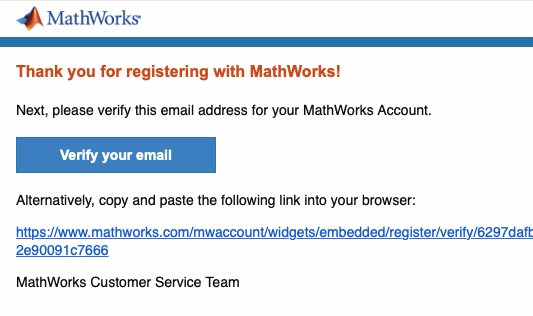 MathWorks®
Thank you for registering with MathWorks!
Next, please verify this email address for your MathWorks Account.
Verify your email
Alternatively, copy and paste the following link into your browser:
https://www.mathworks.com/mwaccount/widgets/embedded/register/verify/6297dafb
2e90091c7666
MathWorks Customer Service Team